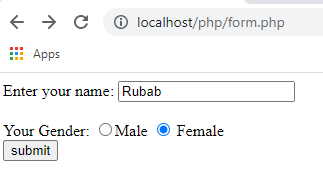 localhost/php/form.php
Apps
Enter your name: Rubab
Your Gender: Male Female
submit